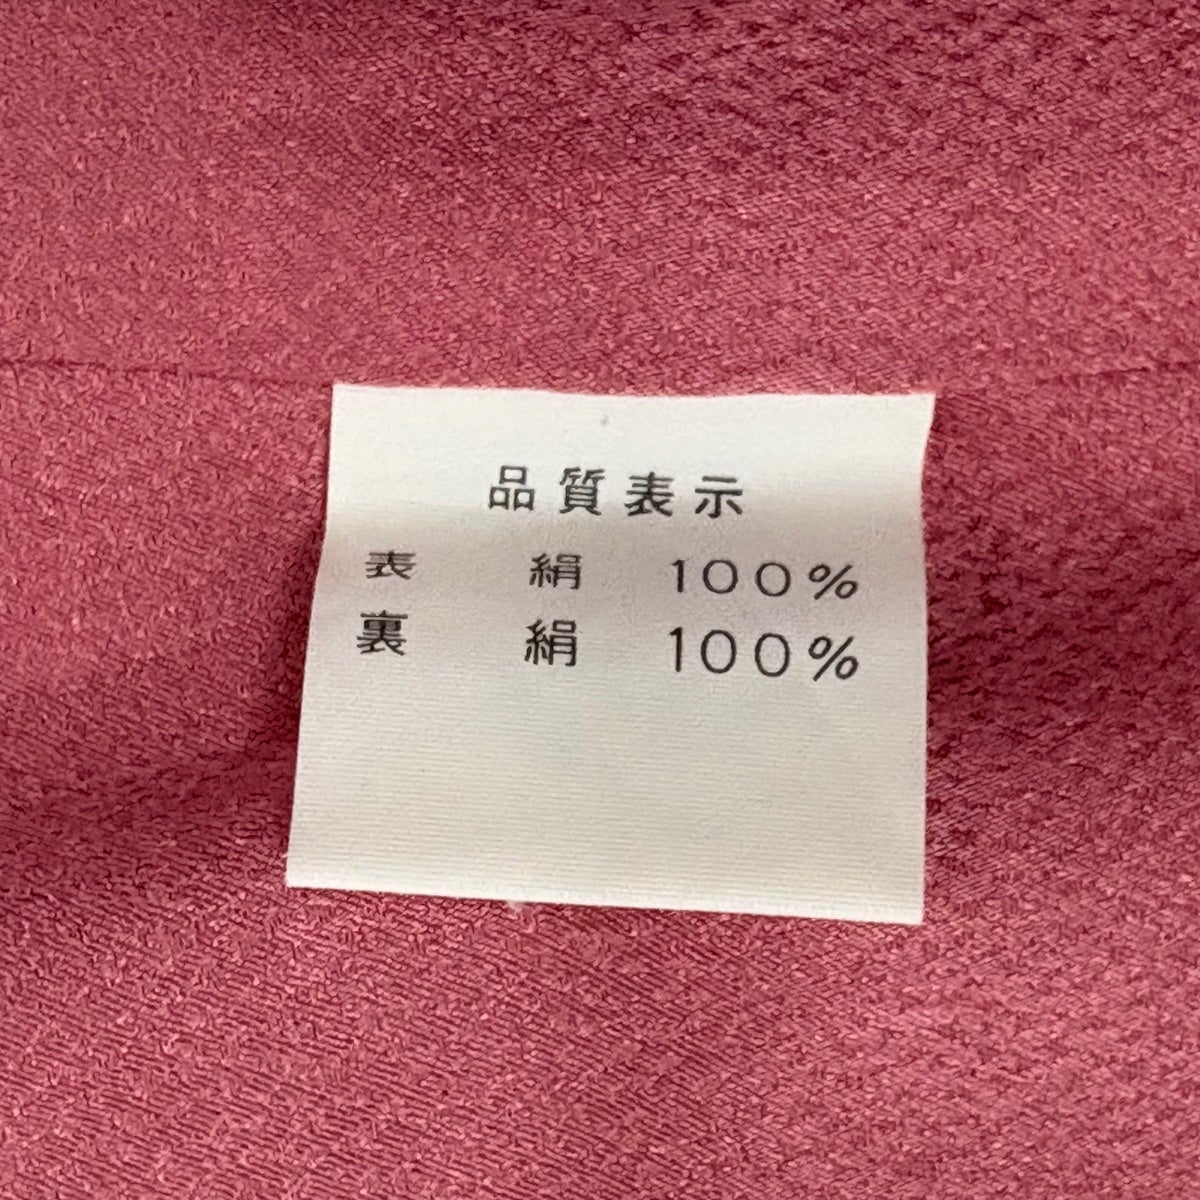 品質表示
表 絹 100%
裏 絹 100%